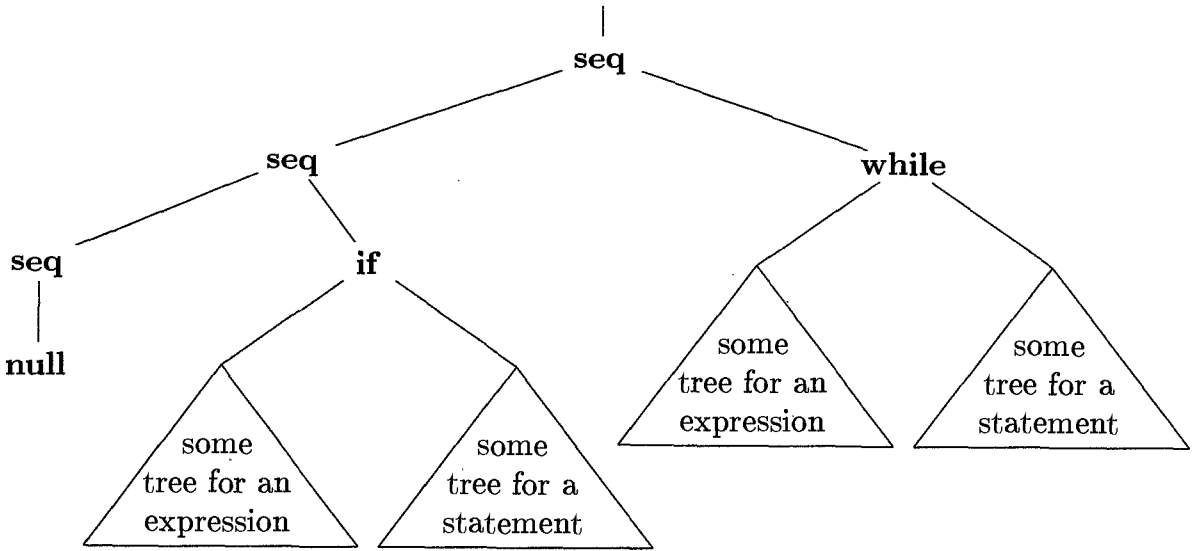 seq
seq
while
seq
if
null
some
tree for an
expression
some
tree for a
statement
some
tree for an
expression
some
tree for a
statement